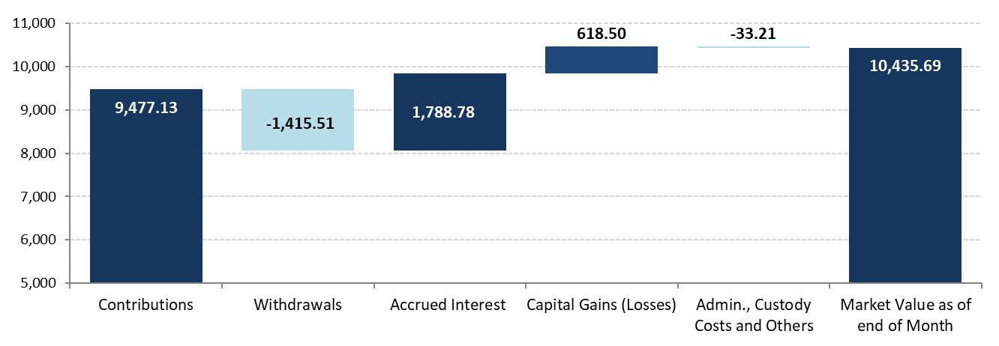 11,000
10,000
9,000
8,000
7,000
6,000
5,000
9,477.13
-1,415.51
1,788.78
618.50
-33.21
10,435.69
Contributions
Withdrawals
Accrued Interest
Capital Gains (Losses)
Admin., Custody
Costs and Others
Market Value as of
end of Month